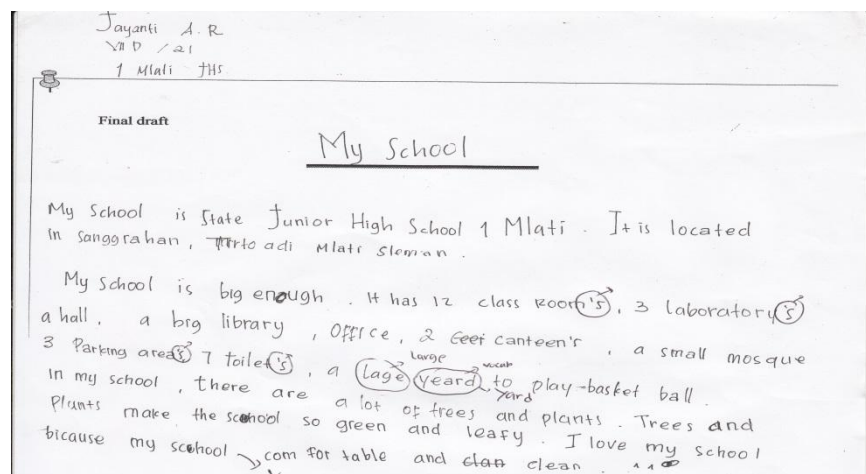 Jayanti A.R
VII D / 21
1 Mlati JHS
Final draft
My School
My School is State Junior High School 1 Mlati. It is located
in Sanggrahan, Tirto adi Mlati Sleman.
My School is big enough. It has 12 class room's, 3 laboratory's
a hall, a big library, Office, 2 canteen's, a small mosque
large vocab
3 Parking area's 7 toilet's, a lage yeard to play-basket ball.
yard
In my school, there are a lot of trees and plants. Trees and
Plants make the school so green and leafy. I love my school
bicause my scehool com for table and clan clean.